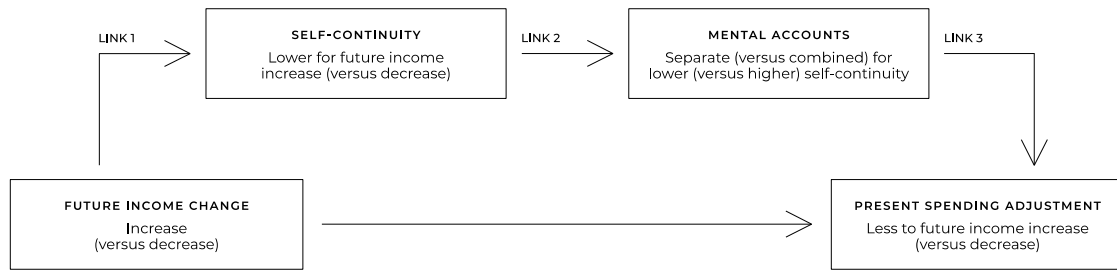 LINK 1
SELF-CONTINUITY
Lower for future income
increase (versus decrease)
LINK 2
MENTAL ACCOUNTS
Separate (versus combined) for
lower (versus higher) self-continuity
LINK 3
FUTURE INCOME CHANGE
Increase
(versus decrease)
PRESENT SPENDING ADJUSTMENT
Less to future income increase
(versus decrease)